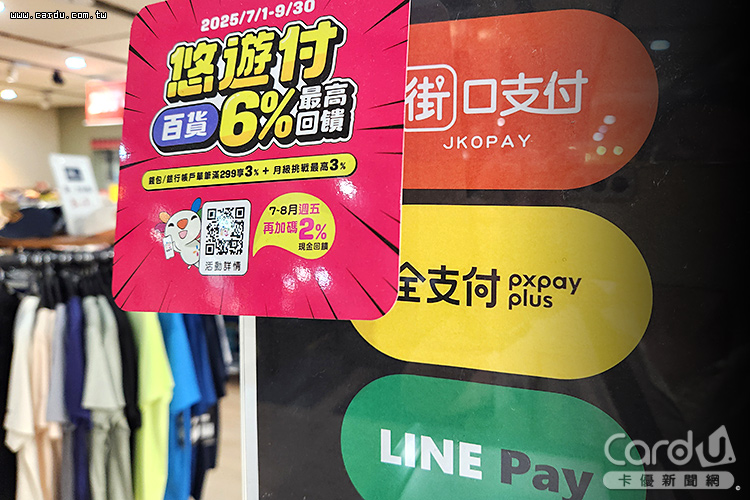 www.cardu.com.tw
2025/7/1-9/30
悠遊付
百貨6%最高回饋
錢包/銀行帳戶單筆滿299享3% + 月級挑戰最高3%
7-8月週五
再加碼2%
現金回饋
活動詳情
街口支付
JKOPAY
全支付 pxpay plus
LINE Pay
CardU
卡優新聞網